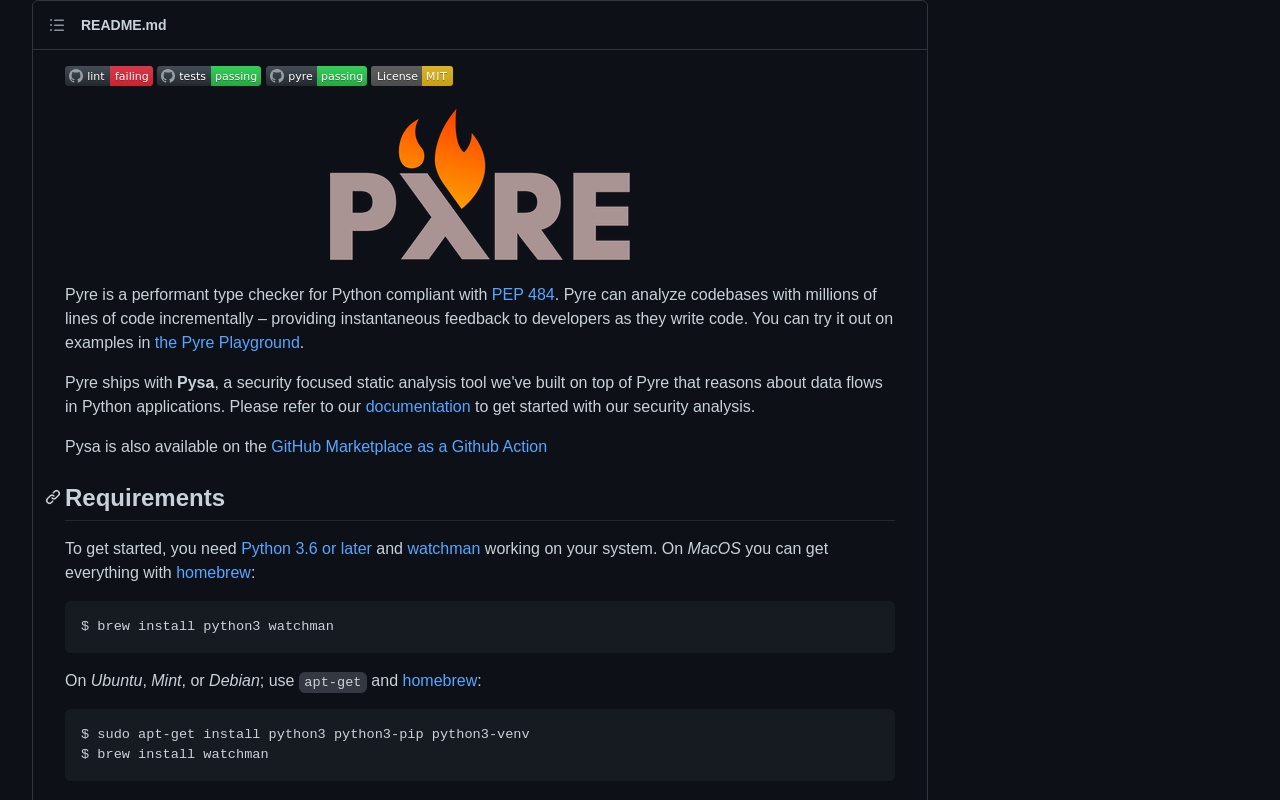 README.md
lint failing tests passing pyre passing License MIT
PYRE
Pyre is a performant type checker for Python compliant with PEP 484. Pyre can analyze codebases with millions of
lines of code incrementally – providing instantaneous feedback to developers as they write code. You can try it out on
examples in the Pyre Playground.
Pyre ships with Pysa, a security focused static analysis tool we've built on top of Pyre that reasons about data flows
in Python applications. Please refer to our documentation to get started with our security analysis.
Pysa is also available on the GitHub Marketplace as a Github Action
Requirements
To get started, you need Python 3.6 or later and watchman working on your system. On MacOS you can get
everything with homebrew:
$ brew install python3 watchman
On Ubuntu, Mint, or Debian; use apt-get and homebrew:
$ sudo apt-get install python3 python3-pip python3-venv
$ brew install watchman